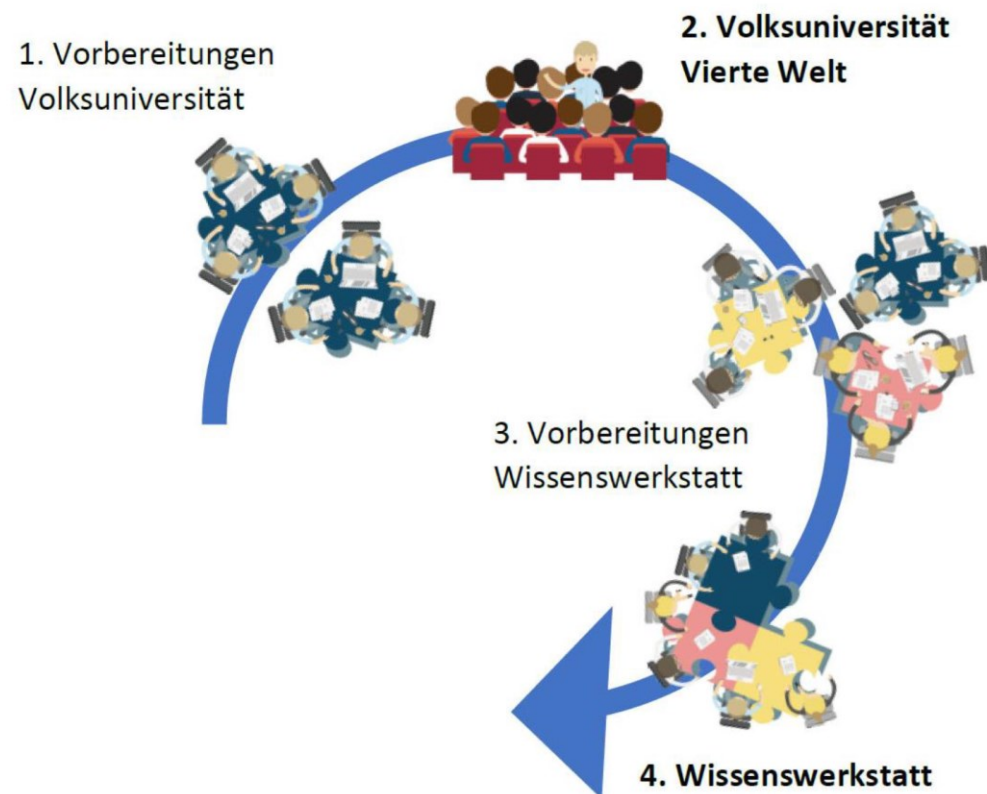 1. Vorbereitungen
Volksuniversität
2. Volksuniversität
Vierte Welt
3. Vorbereitungen
Wissenswerkstatt
4. Wissenswerkstatt